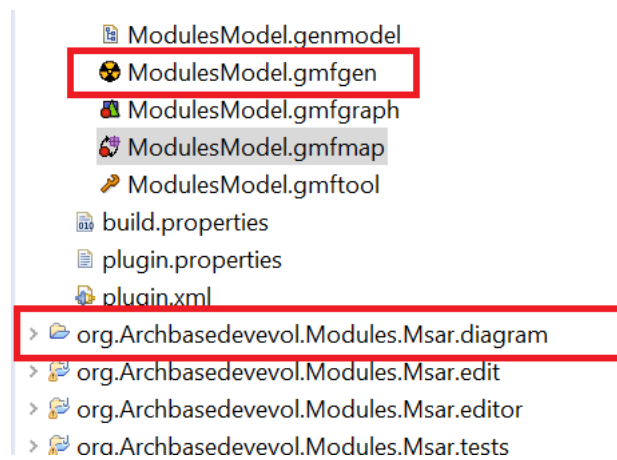 ModulesModel.genmodel
ModulesModel.gmfgen
ModulesModel.gmfgraph
ModulesModel.gmfmap
ModulesModel.gmftool
build.properties
plugin.properties
plugin.xml
org.Archbasedevevol.Modules.Msar.diagram
org.Archbasedevevol.Modules.Msar.edit
org.Archbasedevevol.Modules.Msar.editor
org.Archbasedevevol.Modules.Msar.tests